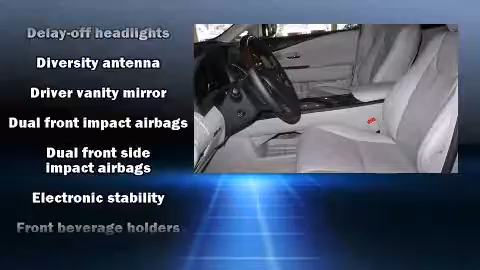 Delay-off headlights
Diversity antenna
Driver vanity mirror
Dual front impact airbags
Dual front side
impact airbags
Electronic stability
Front beverage holders